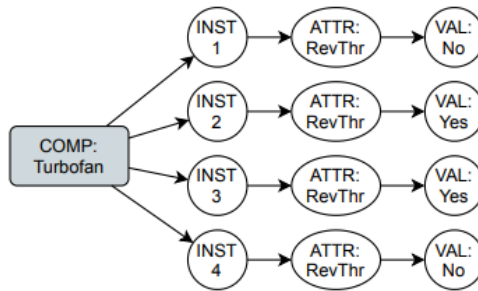 INST
1
ATTR:
RevThr
VAL:
No
INST
2
ATTR:
RevThr
VAL:
Yes
COMP:
Turbofan
INST
3
ATTR:
RevThr
VAL:
Yes
INST
4
ATTR:
RevThr
VAL:
No